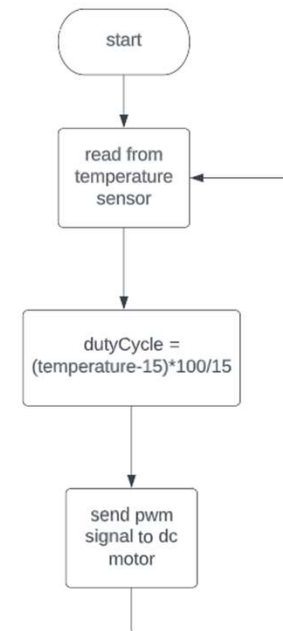 start
read from
temperature
sensor
dutyCycle =
(temperature-15)*100/15
send pwm
signal to dc
motor